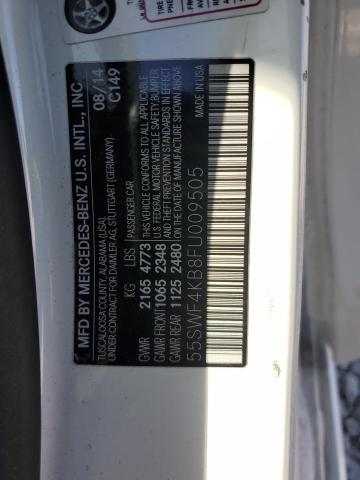 MFD BY MERCEDES-BENZ U.S. INTL., INC.
TUSCALOOSA COUNTY, ALABAMA (USA)
UNDER CONTRACT FOR DAIMLER AG, STUTTGART (GERMANY)
08/14
C149
KG LBS
GVWR 2165 4773
GAWR FRONT 1065 2348
GAWR REAR 1125 2480
PASSENGER CAR
THIS VEHICLE CONFORMS TO ALL APPLICABLE
U.S. FEDERAL MOTOR VEHICLE SAFETY, BUMPER,
AND THEFT PREVENTION STANDARDS IN EFFECT
ON THE DATE OF MANUFACTURE SHOWN ABOVE.
55SWF4KB8FU009505
MADE IN USA